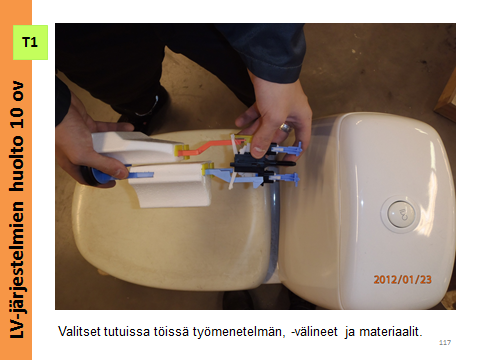 T1
LV-järjestelmien huolto 10 ov
2012/01/23
Valitset tutuissa töissä työmenetelmän, -välineet ja materiaalit.
117